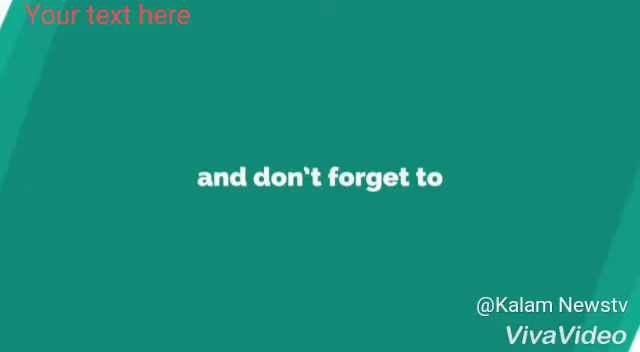 Your text here
and don't forget to
@Kalam Newstv
VivaVideo